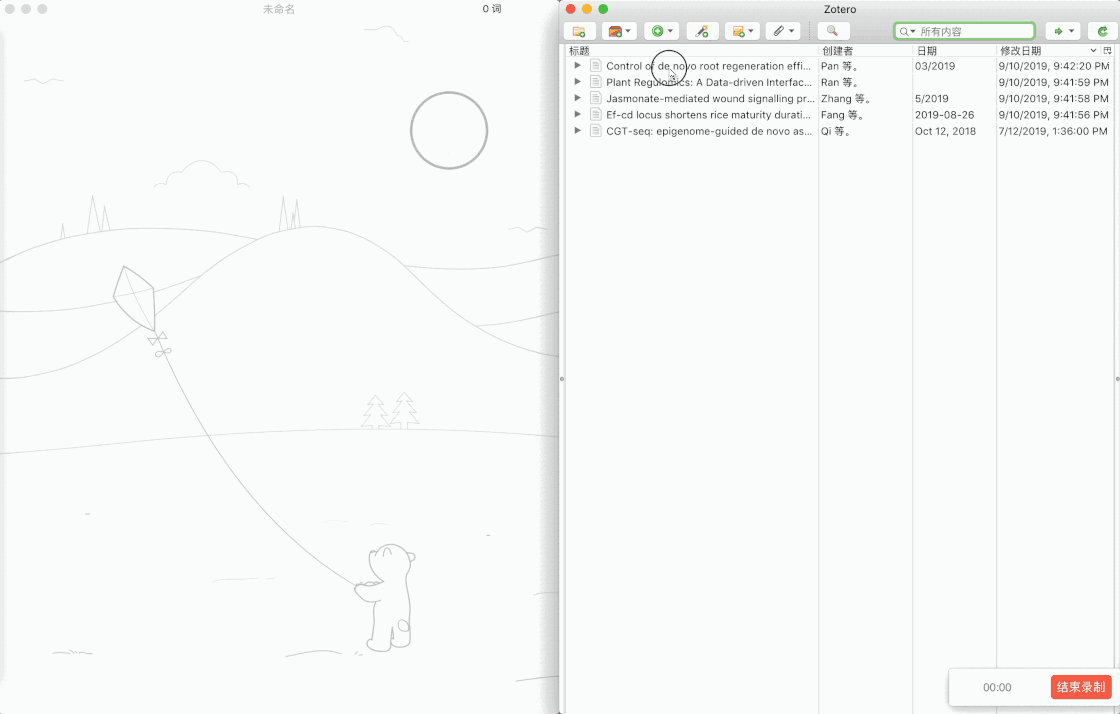 未命名
0 词
Zotero
所有内容
标题 创建者 日期 修改日期
Control of de novo root regeneration effi... Pan 等。 03/2019 9/10/2019, 9:42:20 PM
Plant Regulomics: A Data-driven Interfac... Ran 等。 9/10/2019, 9:41:59 PM
Jasmonate-mediated wound signalling pr... Zhang 等。 5/2019 9/10/2019, 9:41:58 PM
Ef-cd locus shortens rice maturity durati... Fang 等。 2019-08-26 9/10/2019, 9:41:56 PM
CGT-seq: epigenome-guided de novo as... Qi 等。 Oct 12, 2018 7/12/2019, 1:36:00 PM
00:00
结束录制